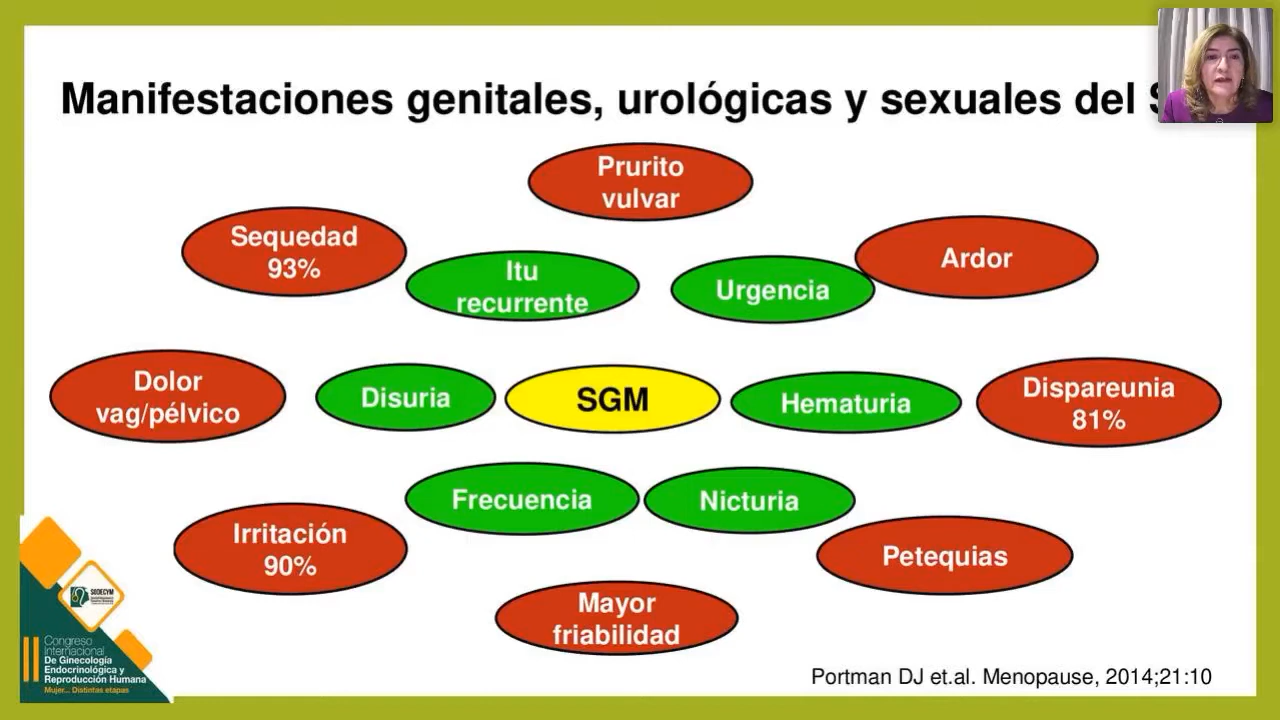 Manifestaciones genitales, urológicas y sexuales del S
Prurito
vulvar
Sequedad
93%
Itu
recurrente
Urgencia
Ardor
Dolor
vag/pélvico
Disuria
SGM
Hematuria
Dispareunia
81%
Frecuencia
Nicturia
Irritación
90%
Petequias
Mayor
friabilidad
SODECYM
II Congreso
Internacional
De Ginecología
Endocrinológica y
Reproducción Humana
Mujer... Distintas etapas
Portman DJ et.al. Menopause, 2014;21:10